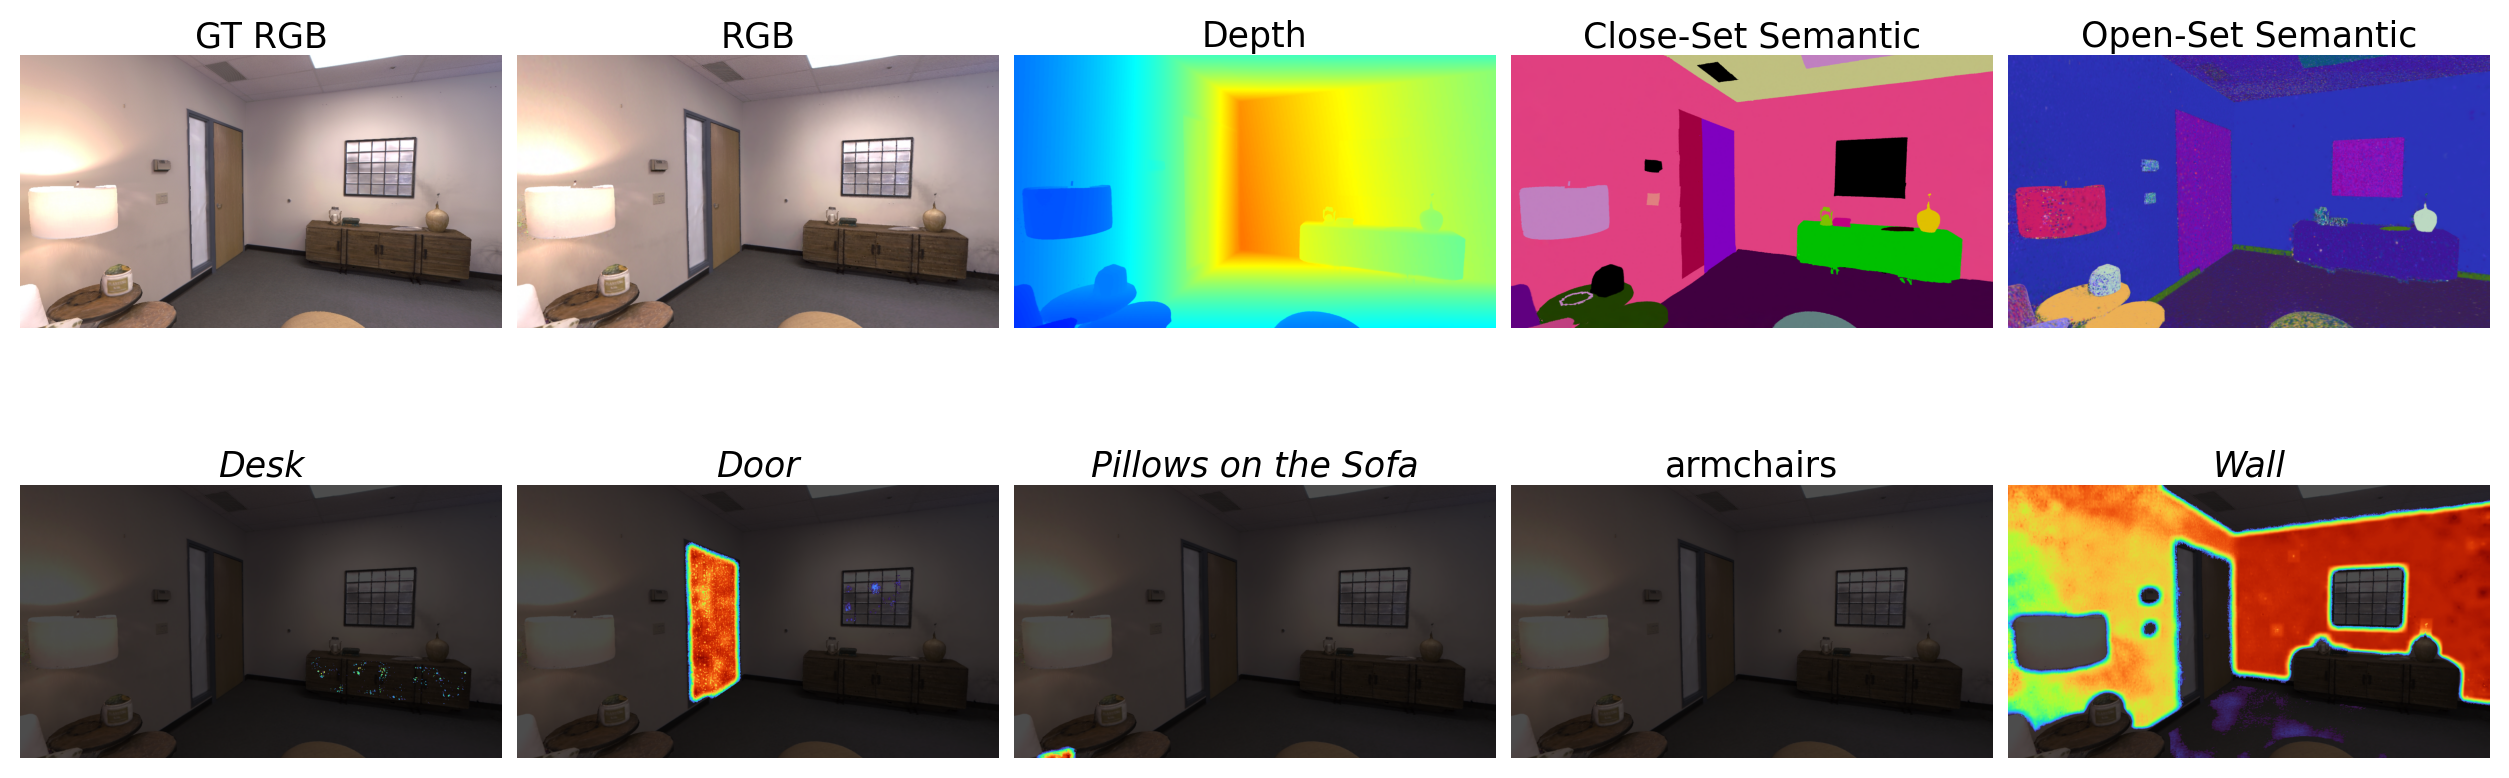 GT RGB
RGB
Depth
Close-Set Semantic
Open-Set Semantic
Desk
Door
Pillows on the Sofa
armchairs
Wall